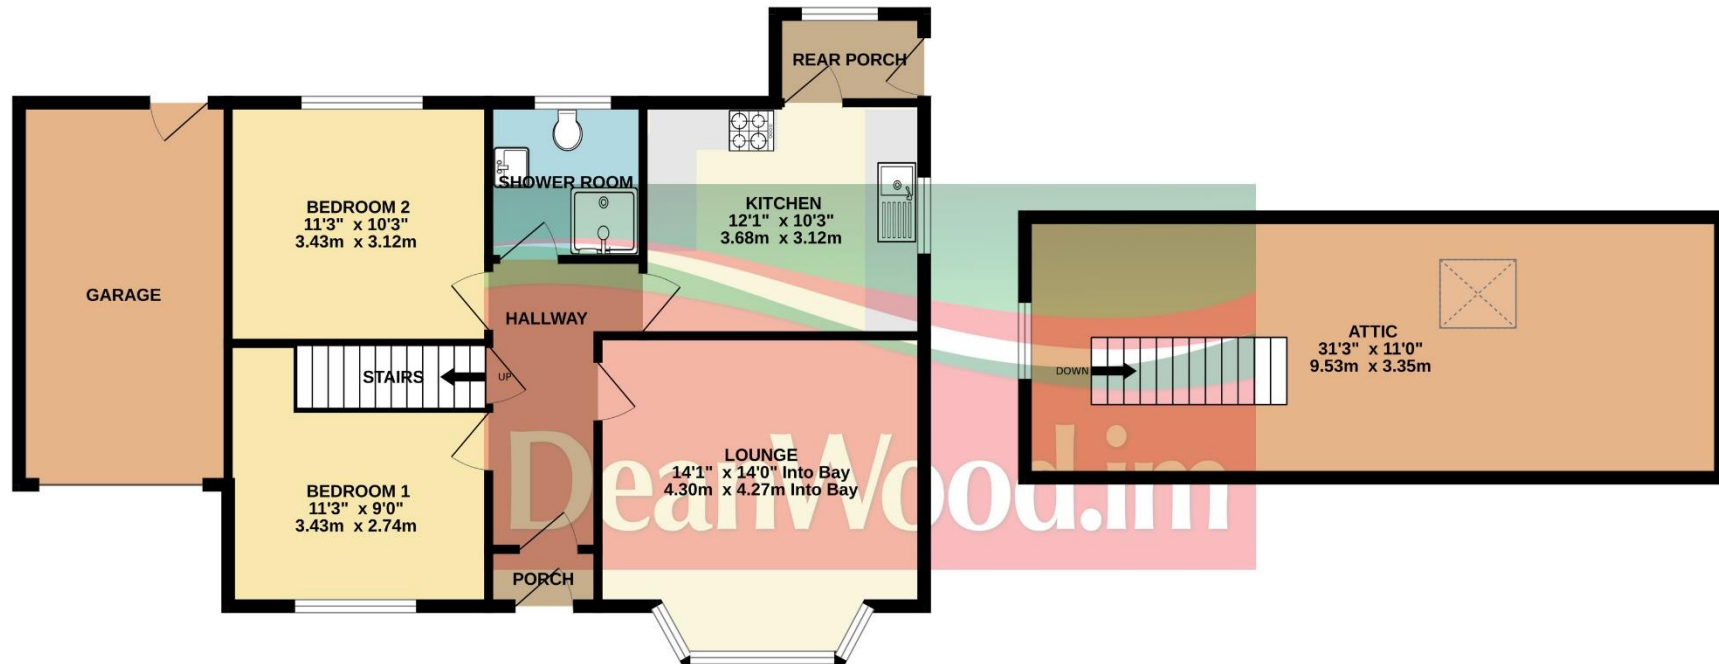 REAR PORCH
SHOWER ROOM
BEDROOM 2
11'3" x 10'3"
3.43m x 3.12m
KITCHEN
12'1" x 10'3"
3.68m x 3.12m
GARAGE
HALLWAY
STAIRS
UP
LOUNGE
14'1" x 14'0" Into Bay
4.30m x 4.27m Into Bay
BEDROOM 1
11'3" x 9'0"
3.43m x 2.74m
PORCH
DeanWood.im
ATTIC
31'3" x 11'0"
9.53m x 3.35m
DOWN